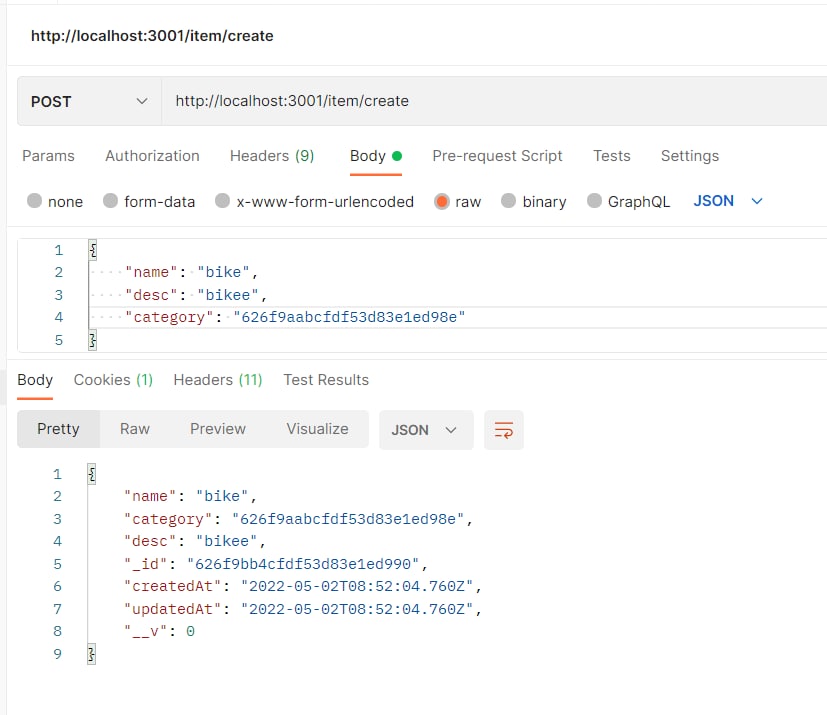 http://localhost:3001/item/create
POST http://localhost:3001/item/create
Params Authorization Headers (9) Body Pre-request Script Tests Settings
none form-data x-www-form-urlencoded raw binary GraphQL JSON
1 {
2 "name": "bike",
3 "desc": "bikee",
4 "category": "626f9aabcfdf53d83e1ed98e"
5 }
Body Cookies (1) Headers (11) Test Results
Pretty Raw Preview Visualize JSON
1 {
2 "name": "bike",
3 "category": "626f9aabcfdf53d83e1ed98e",
4 "desc": "bikee",
5 "_id": "626f9bb4cfdf53d83e1ed990",
6 "createdAt": "2022-05-02T08:52:04.760Z",
7 "updatedAt": "2022-05-02T08:52:04.760Z",
8 "__v": 0
9 }